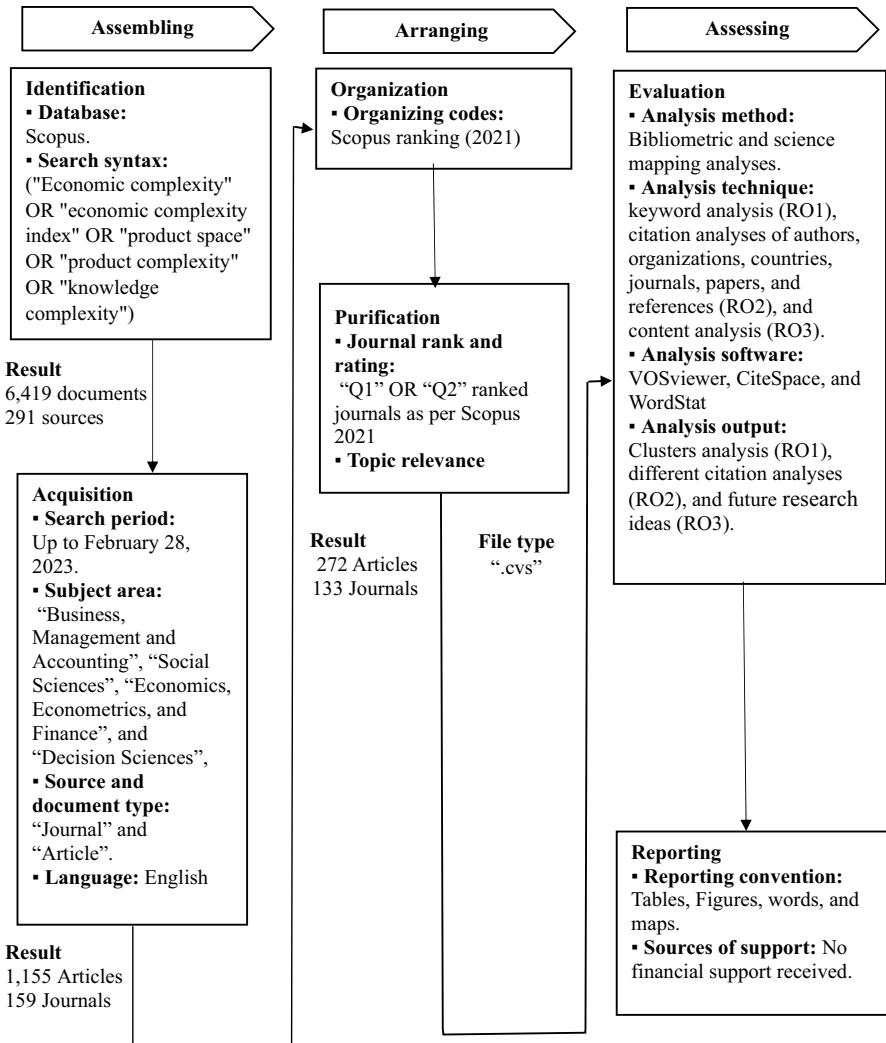 Assembling
Identification
▪ Database:
Scopus.
▪ Search syntax:
("Economic complexity"
OR "economic complexity
index" OR "product space"
OR "product complexity"
OR "knowledge
complexity")
Result
6,419 documents
291 sources
Acquisition
▪ Search period:
Up to February 28,
2023.
▪ Subject area:
“Business,
Management and
Accounting”, “Social
Sciences”, “Economics,
Econometrics, and
Finance”, and
“Decision Sciences”,
▪ Source and
document type:
“Journal” and
“Article”.
▪ Language: English
Result
1,155 Articles
159 Journals
Arranging
Organization
▪ Organizing codes:
Scopus ranking (2021)
Purification
▪ Journal rank and
rating:
“Q1” OR “Q2” ranked
journals as per Scopus
2021
▪ Topic relevance
Result
272 Articles
133 Journals
File type
“.cvs”
Assessing
Evaluation
▪ Analysis method:
Bibliometric and science
mapping analyses.
▪ Analysis technique:
keyword analysis (RO1),
citation analyses of authors,
organizations, countries,
journals, papers, and
references (RO2), and
content analysis (RO3).
▪ Analysis software:
VOSviewer, CiteSpace, and
WordStat
▪ Analysis output:
Clusters analysis (RO1),
different citation analyses
(RO2), and future research
ideas (RO3).
Reporting
▪ Reporting convention:
Tables, Figures, words, and
maps.
▪ Sources of support: No
financial support received.